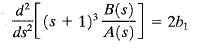 d²/ds² [ (s + 1)³ B(s)/A(s) ] = 2b₁